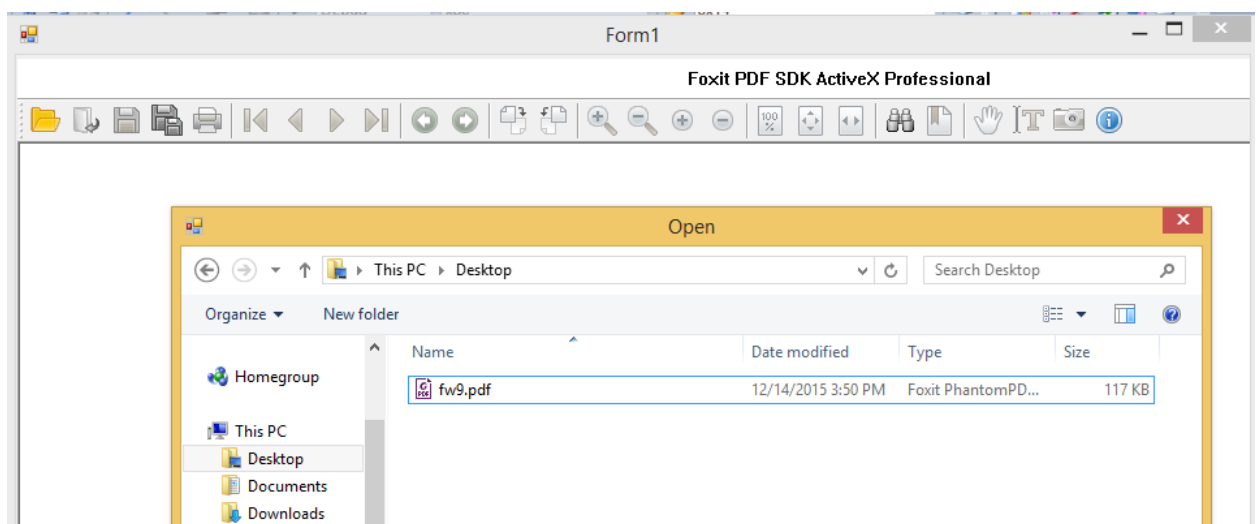 Form1
Foxit PDF SDK ActiveX Professional
100
%
Open
This PC Desktop
Search Desktop
Organize New folder
Name Date modified Type Size
Homegroup
fw9.pdf 12/14/2015 3:50 PM Foxit PhantomPD... 117 KB
This PC
Desktop
Documents
Downloads